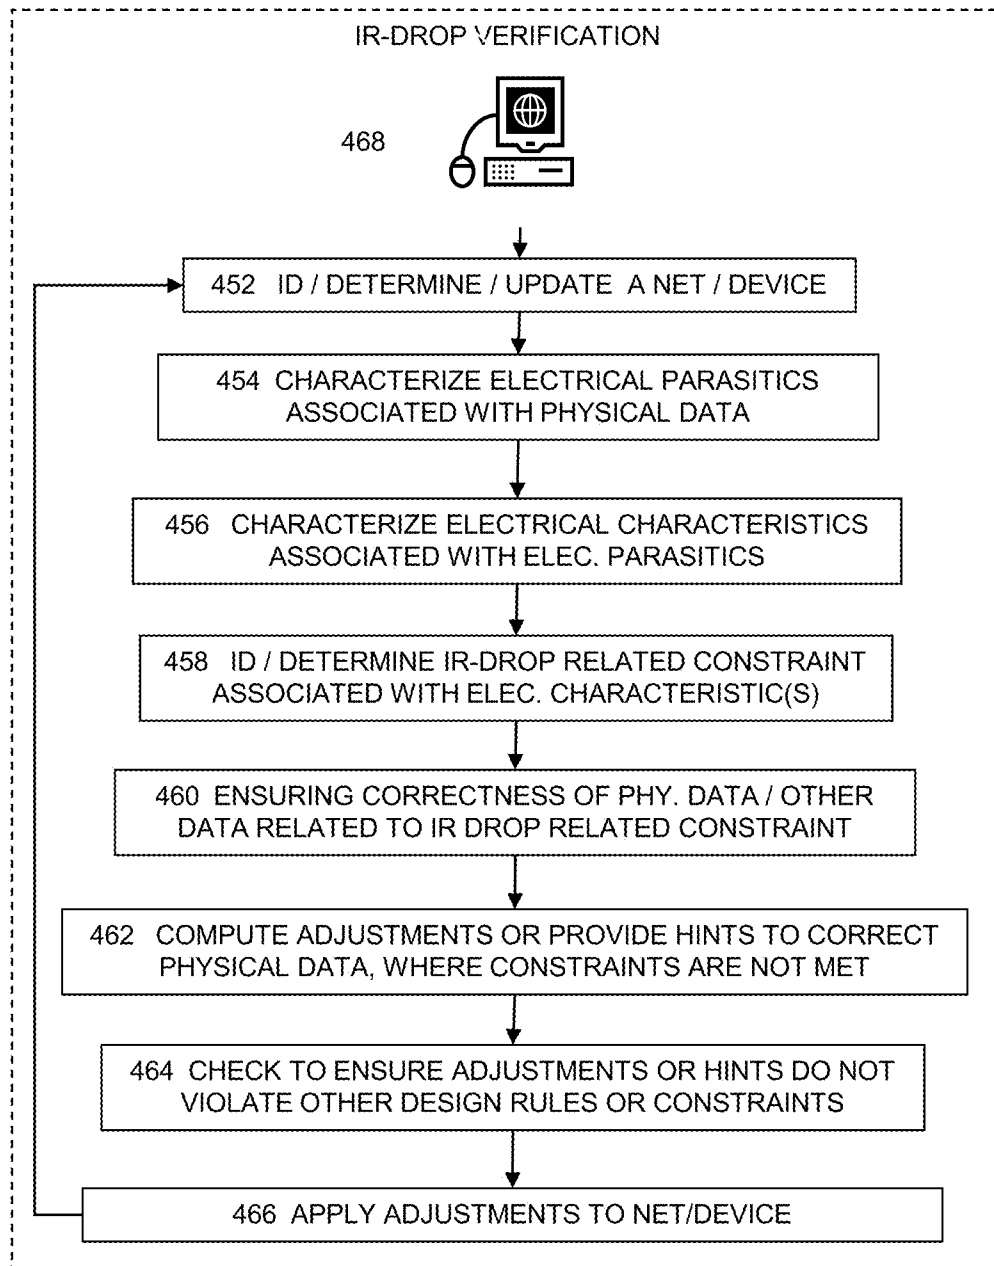 IR-DROP VERIFICATION
468
452 ID / DETERMINE / UPDATE A NET / DEVICE
454 CHARACTERIZE ELECTRICAL PARASITICS
ASSOCIATED WITH PHYSICAL DATA
456 CHARACTERIZE ELECTRICAL CHARACTERISTICS
ASSOCIATED WITH ELEC. PARASITICS
458 ID / DETERMINE IR-DROP RELATED CONSTRAINT
ASSOCIATED WITH ELEC. CHARACTERISTIC(S)
460 ENSURING CORRECTNESS OF PHY. DATA / OTHER
DATA RELATED TO IR DROP RELATED CONSTRAINT
462 COMPUTE ADJUSTMENTS OR PROVIDE HINTS TO CORRECT
PHYSICAL DATA, WHERE CONSTRAINTS ARE NOT MET
464 CHECK TO ENSURE ADJUSTMENTS OR HINTS DO NOT
VIOLATE OTHER DESIGN RULES OR CONSTRAINTS
466 APPLY ADJUSTMENTS TO NET/DEVICE